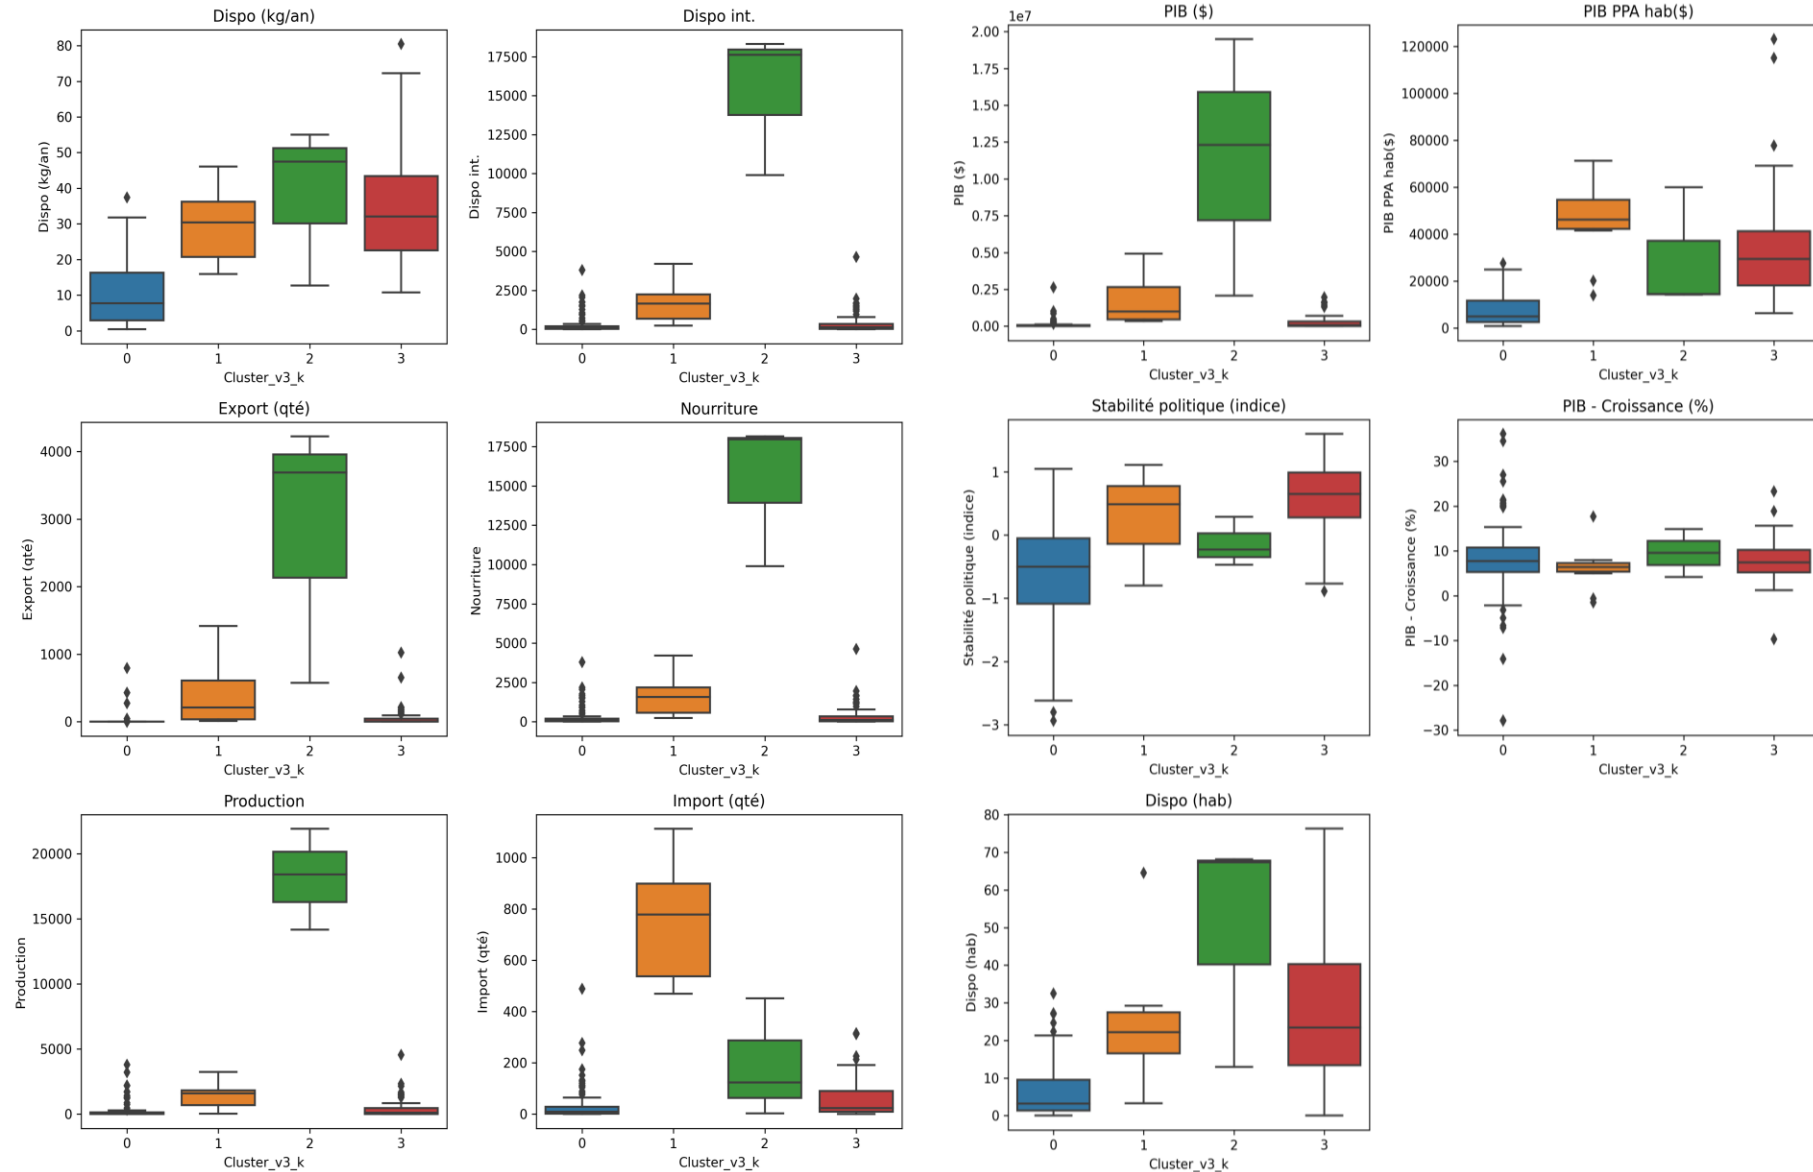 Dispo (kg/an)
Dispo (kg/an)
80
70
60
50
40
30
20
10
0
0 1 2 3
Cluster_v3_k
Dispo int.
Dispo int.
17500
15000
12500
10000
7500
5000
2500
0
0 1 2 3
Cluster_v3_k
PIB ($)
1e7
PIB ($)
2.00
1.75
1.50
1.25
1.00
0.75
0.50
0.25
0.00
0 1 2 3
Cluster_v3_k
PIB PPA hab($)
PIB PPA hab($)
120000
100000
80000
60000
40000
20000
0
0 1 2 3
Cluster_v3_k
Export (qté)
Export (qté)
4000
3000
2000
1000
0
0 1 2 3
Cluster_v3_k
Nourriture
Nourriture
17500
15000
12500
10000
7500
5000
2500
0
0 1 2 3
Cluster_v3_k
Stabilité politique (indice)
Stabilité politique (indice)
1
0
−1
−2
−3
0 1 2 3
Cluster_v3_k
PIB - Croissance (%)
PIB - Croissance (%)
30
20
10
0
−10
−20
−30
0 1 2 3
Cluster_v3_k
Production
Production
20000
15000
10000
5000
0
0 1 2 3
Cluster_v3_k
Import (qté)
Import (qté)
1000
800
600
400
200
0
0 1 2 3
Cluster_v3_k
Dispo (hab)
Dispo (hab)
80
70
60
50
40
30
20
10
0
0 1 2 3
Cluster_v3_k